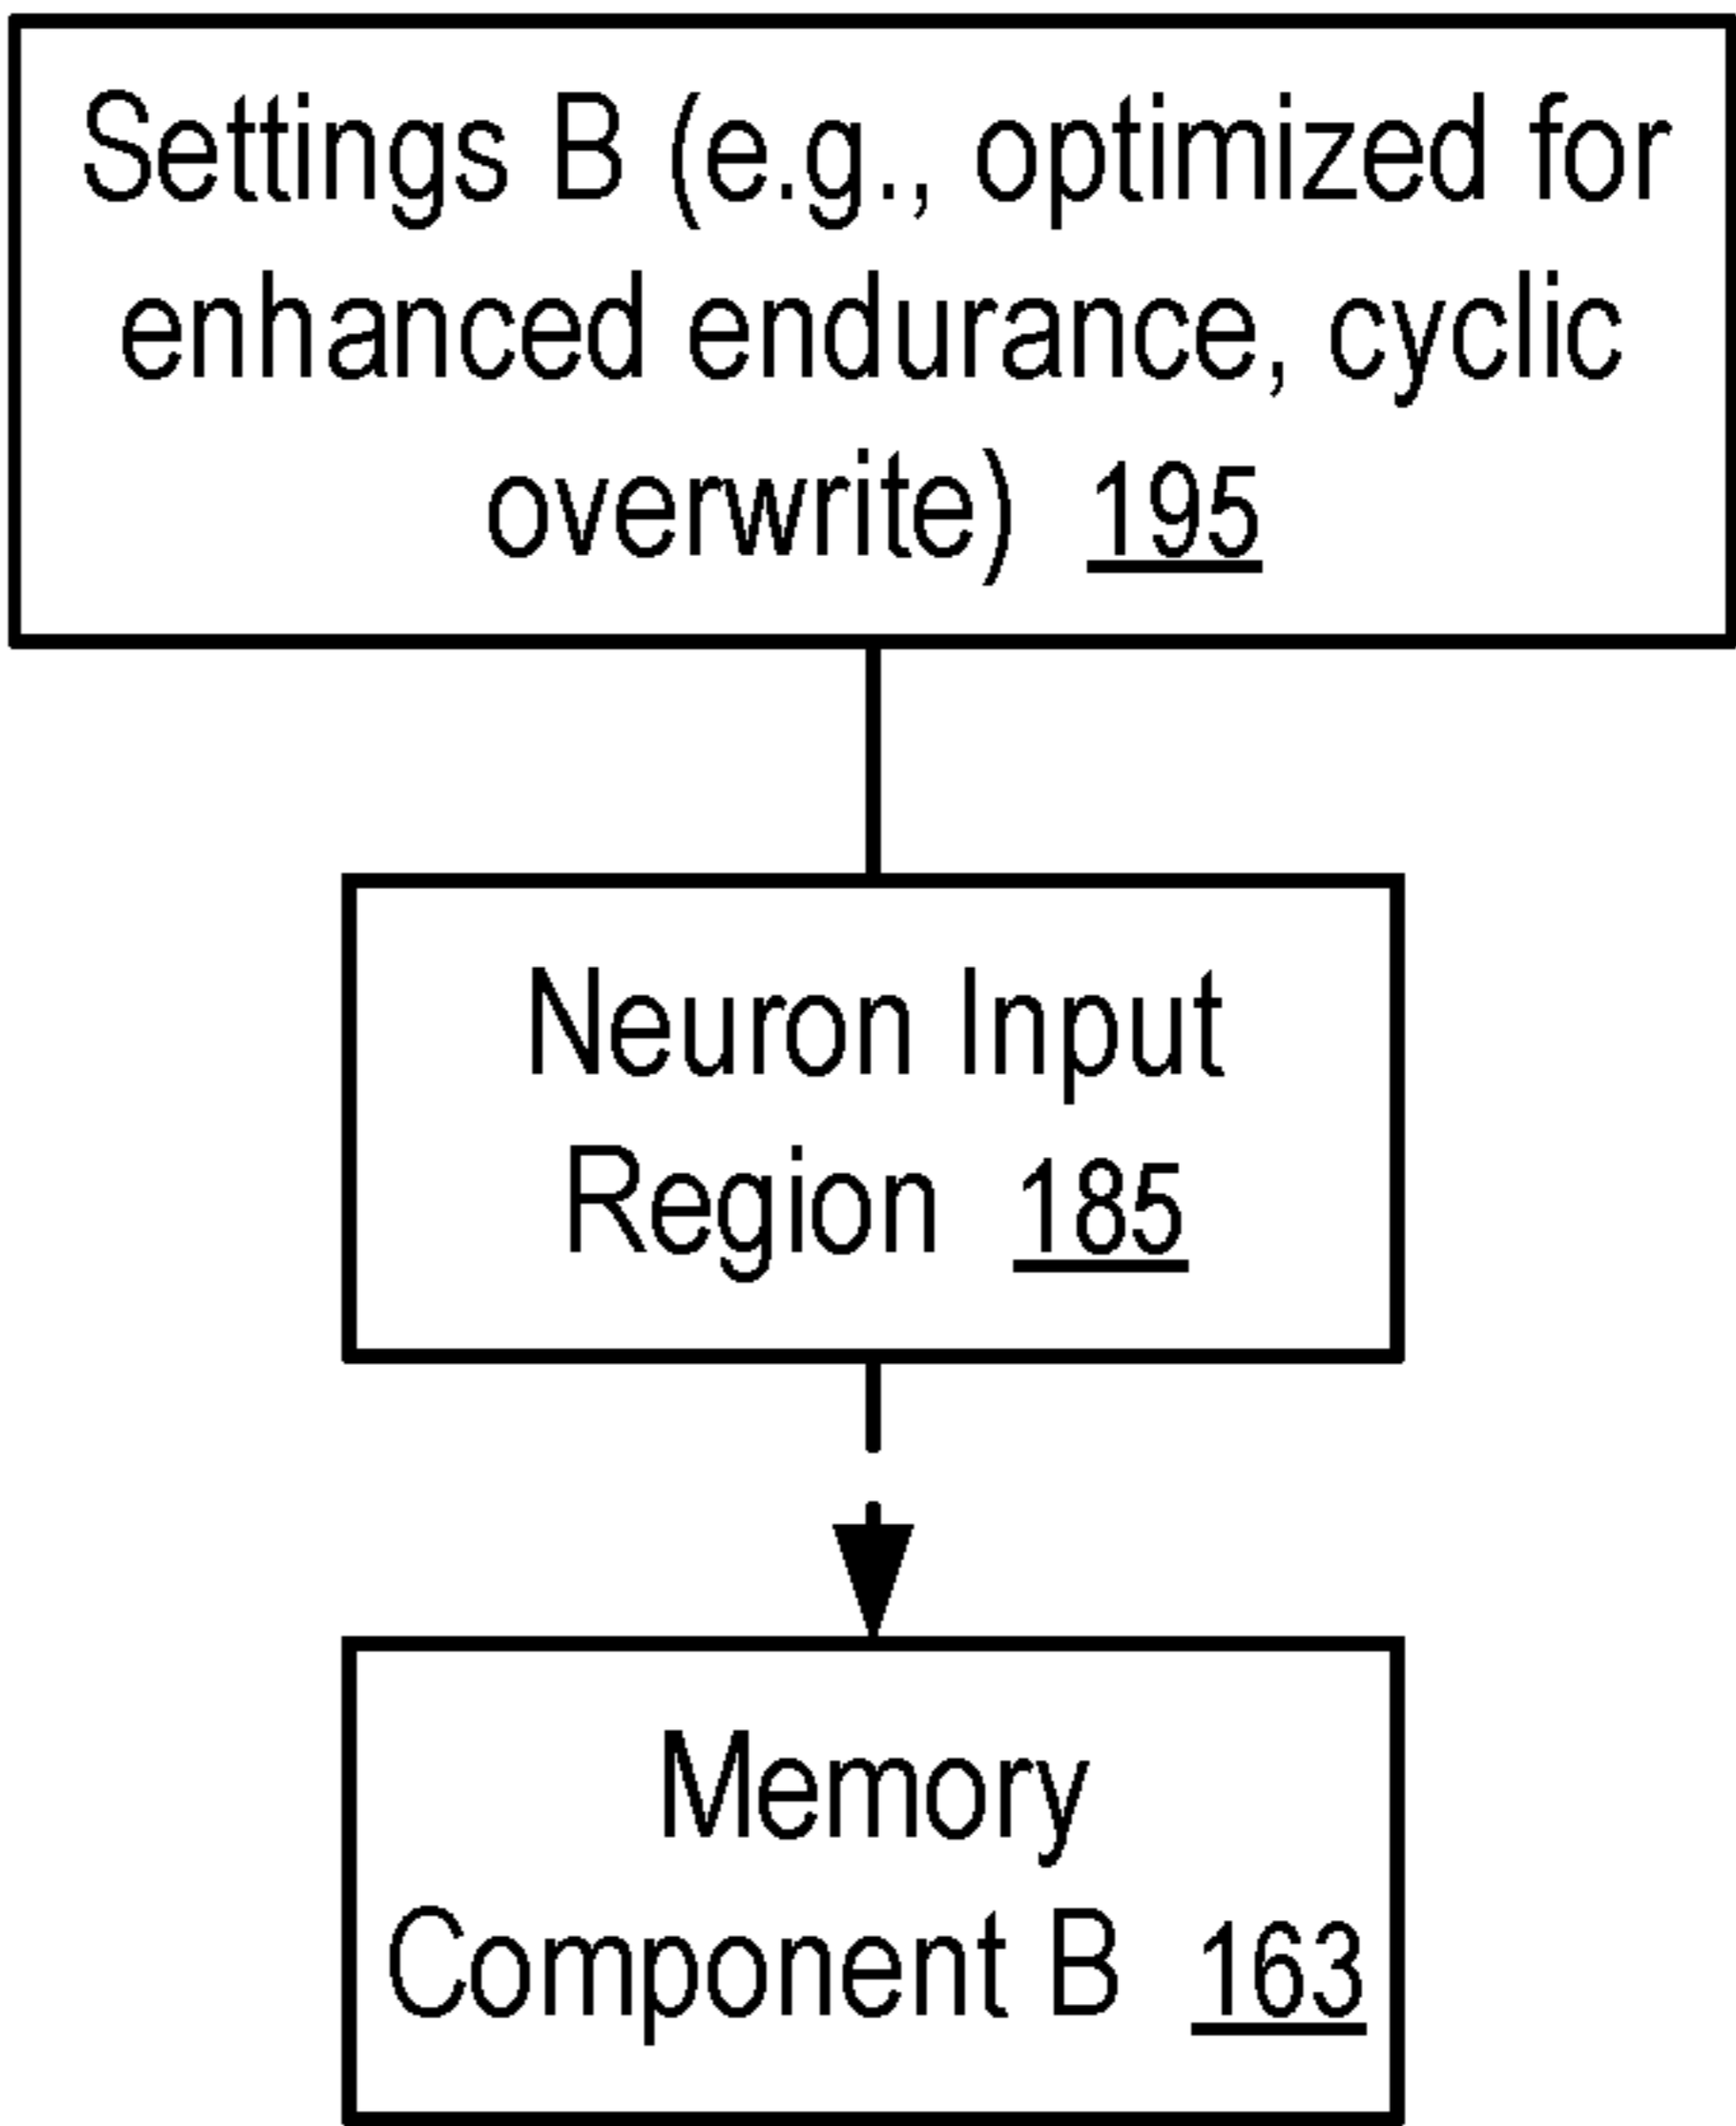 Settings B (e.g., optimized for
enhanced endurance, cyclic
overwrite) 195
Neuron Input
Region 185
Memory
Component B 163